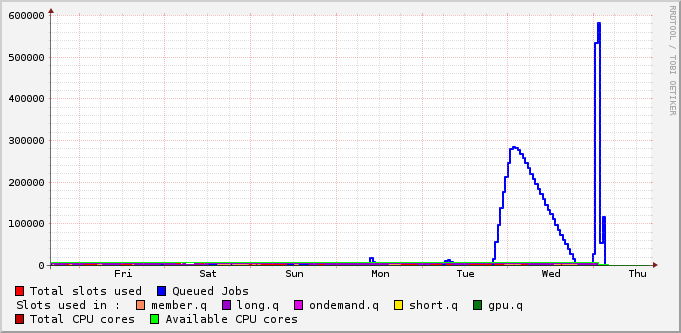 600000
500000
400000
300000
200000
100000
0
Fri Sat Sun Mon Tue Wed Thu
RRDTOOL / TOBI OETIKER
Total slots used Queued Jobs
Slots used in : member.q long.q ondemand.q short.q gpu.q
Total CPU cores Available CPU cores